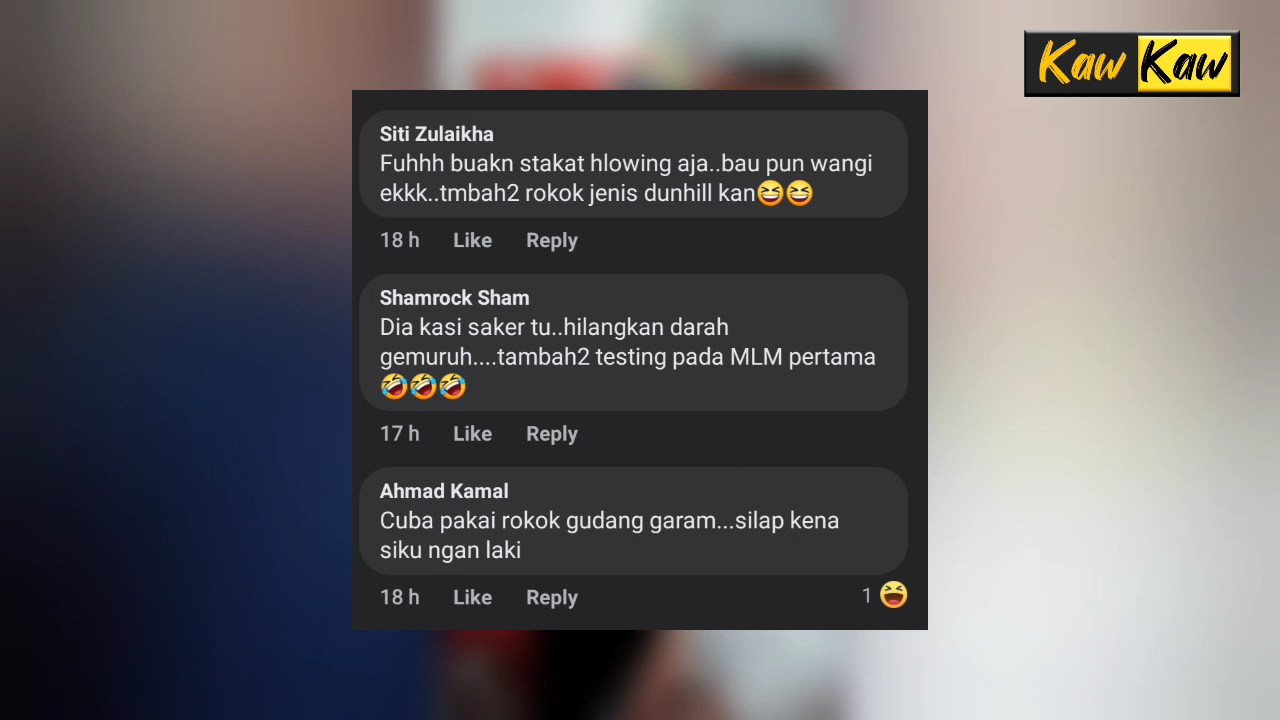 Kaw Kaw
Siti Zulaikha
Fuhhh buakn stakat hlowing aja..bau pun wangi
ekkk..tmbah2 rokok jenis dunhill kan😆😆
18 h Like Reply
Shamrock Sham
Dia kasi saker tu..hilangkan darah
gemuruh....tambah2 testing pada MLM pertama
🤣🤣🤣
17 h Like Reply
Ahmad Kamal
Cuba pakai rokok gudang garam...silap kena
siku ngan laki
18 h Like Reply 1 😆